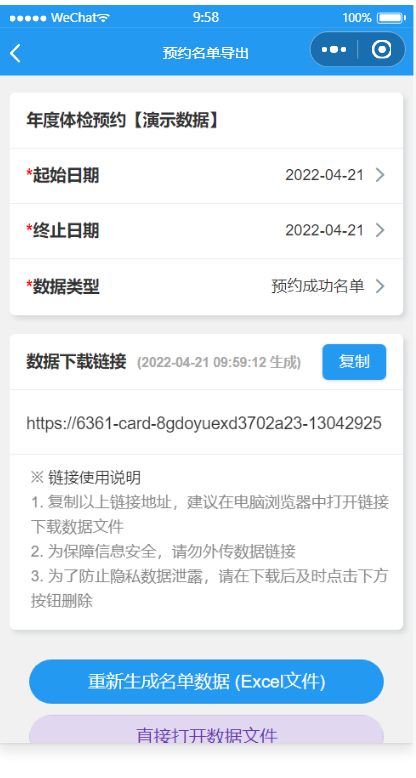 WeChat 9:58 100%
预约名单导出
年度体检预约【演示数据】
*起始日期 2022-04-21
*终止日期 2022-04-21
*数据类型 预约成功名单
数据下载链接 (2022-04-21 09:59:12 生成) 复制
https://6361-card-8gdoyuexd3702a23-13042925
※ 链接使用说明
1. 复制以上链接地址，建议在电脑浏览器中打开链接
下载数据文件
2. 为保障信息安全，请勿外传数据链接
3. 为了防止隐私数据泄露，请在下载后及时点击下方
按钮删除
重新生成名单数据 (Excel文件)
直接打开数据文件